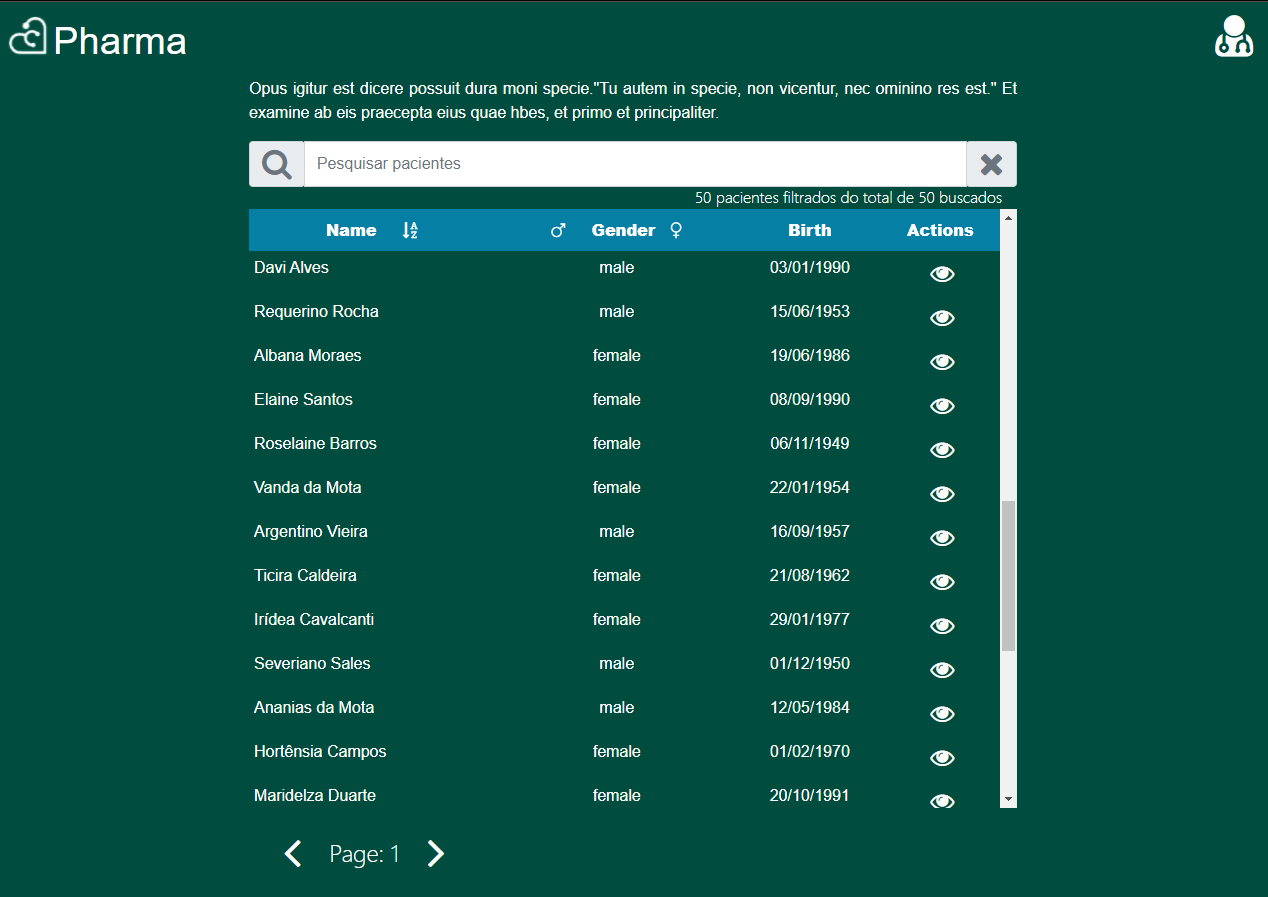 Pharma
Opus igitur est dicere possuit dura moni specie."Tu autem in specie, non vicentur, nec ominino res est." Et
examine ab eis praecepta eius quae hbes, et primo et principaliter.
Pesquisar pacientes
50 pacientes filtrados do total de 50 buscados
Name Gender Birth Actions
Davi Alves male 03/01/1990
Requerino Rocha male 15/06/1953
Albana Moraes female 19/06/1986
Elaine Santos female 08/09/1990
Roselaine Barros female 06/11/1949
Vanda da Mota female 22/01/1954
Argentino Vieira male 16/09/1957
Ticira Caldeira female 21/08/1962
Irídea Cavalcanti female 29/01/1977
Severiano Sales male 01/12/1950
Ananias da Mota male 12/05/1984
Hortênsia Campos female 01/02/1970
Maridelza Duarte female 20/10/1991
Page: 1